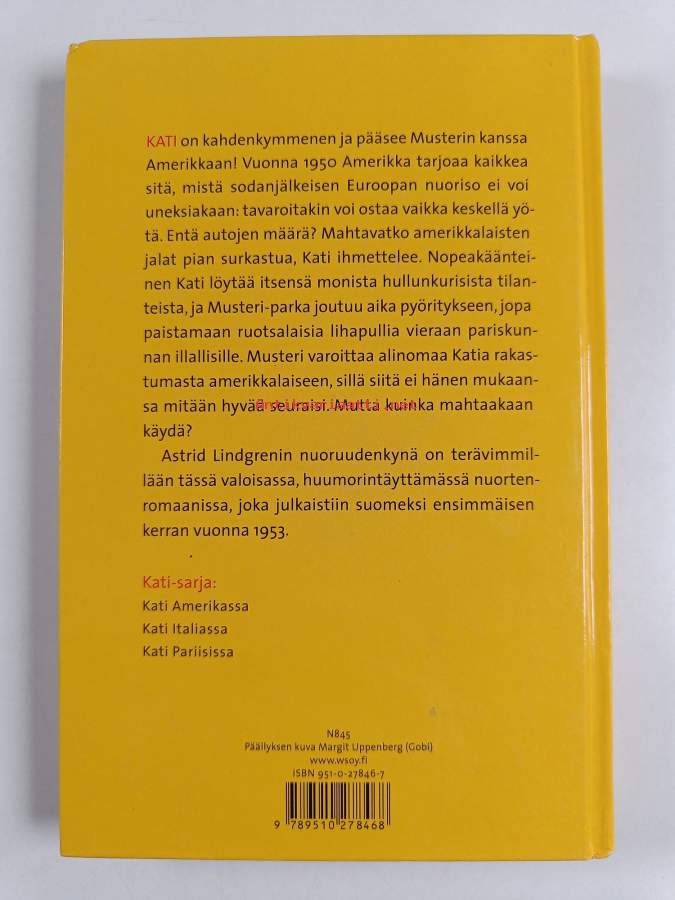 KATI on kahdenkymmenen ja pääsee Musterin kanssa
Amerikkaan! Vuonna 1950 Amerikka tarjoaa kaikkea
sitä, mistä sodanjälkeisen Euroopan nuoriso ei voi
uneksiakaan: tavaroitakin voi ostaa vaikka keskellä yö-
tä. Entä autojen määrä? Mahtavatko amerikkalaisten
jalat pian surkastua, Kati ihmettelee. Nopeakääntei-
nen Kati löytää itsensä monista hullunkurisista tilan-
teista, ja Musteri-parka joutuu aika pyöritykseen, jopa
paistamaan ruotsalaisia lihapullia vieraan pariskun-
nan illallisille. Musteri varoittaa alinomaa Katia rakas-
tumasta amerikkalaiseen, sillä siitä ei hänen mukaan-
sa mitään hyvää seuraisi. Mutta kuinka mahtaakaan
Antikvariaatti.net
käydä?
Astrid Lindgrenin nuoruudenkynä on terävimmil-
lään tässä valoisassa, huumorintäyttämässä nuorten-
romaanissa, joka julkaistiin suomeksi ensimmäisen
kerran vuonna 1953.
Kati-sarja:
Kati Amerikassa
Kati Italiassa
Kati Pariisissa
N845
Päällyksen kuva Margit Uppenberg (Gobi)
www.wsoy.fi
ISBN 951-0-27846-7
9 789510 278468